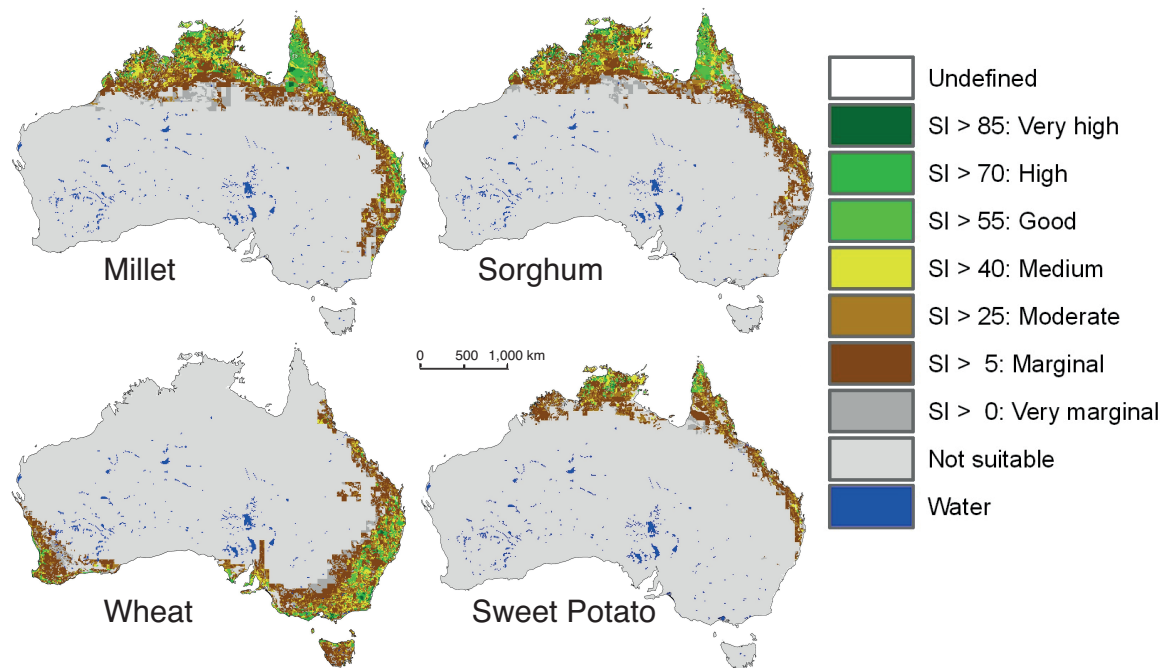 Millet
Sorghum
0 500 1,000 km
Wheat
Sweet Potato
Undefined
SI > 85: Very high
SI > 70: High
SI > 55: Good
SI > 40: Medium
SI > 25: Moderate
SI > 5: Marginal
SI > 0: Very marginal
Not suitable
Water